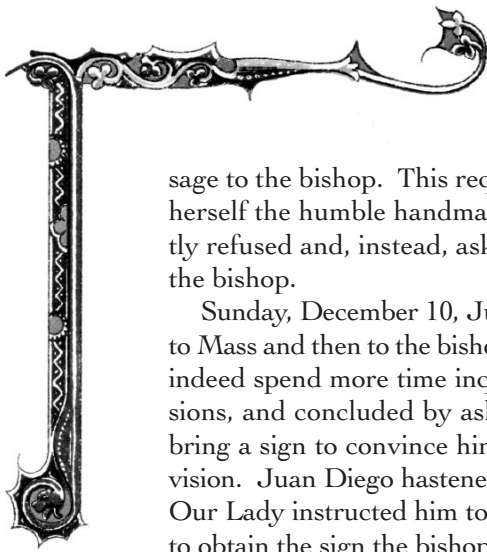 sage to the bishop. This req
herself the humble handma
tly refused and, instead, ask
the bishop.
Sunday, December 10, Ju
to Mass and then to the bisho
indeed spend more time inq
sions, and concluded by ask
bring a sign to convince him
vision. Juan Diego hastene
Our Lady instructed him to
to obtain the sign the bishop